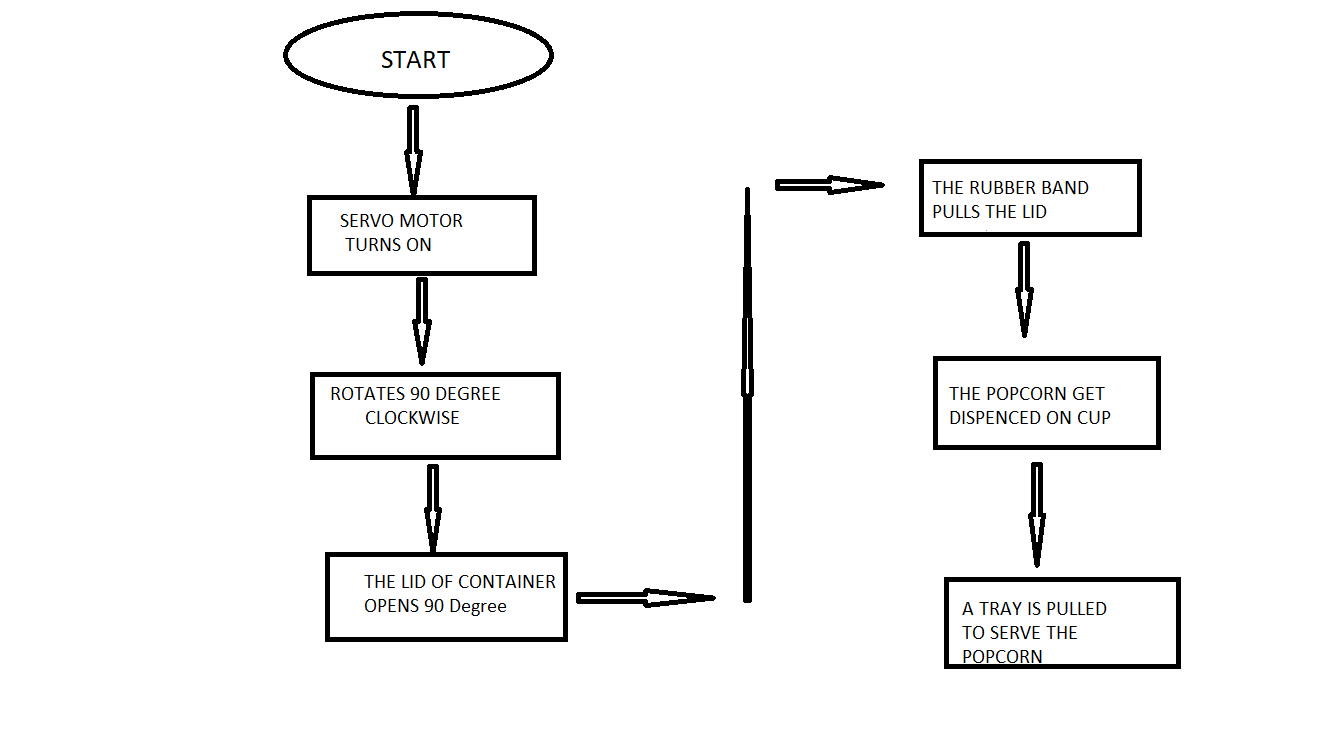 START
SERVO MOTOR
TURNS ON
ROTATES 90 DEGREE
CLOCKWISE
THE LID OF CONTAINER
OPENS 90 Degree
THE RUBBER BAND
PULLS THE LID
THE POPCORN GET
DISPENCED ON CUP
A TRAY IS PULLED
TO SERVE THE
POPCORN